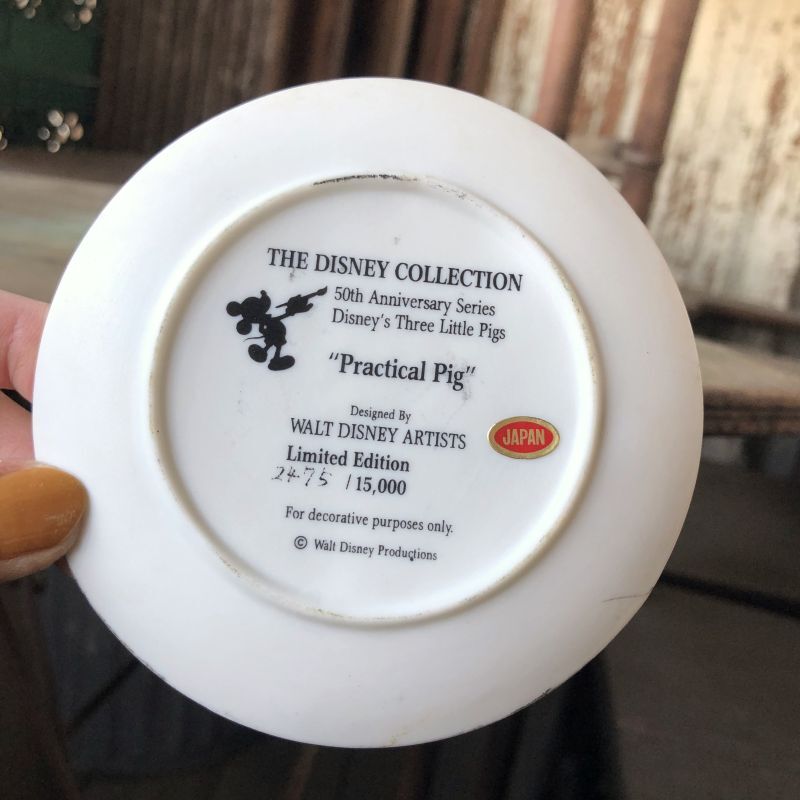 THE DISNEY COLLECTION
50th Anniversary Series
Disney's Three Little Pigs
"Practical Pig"
Designed By
WALT DISNEY ARTISTS
JAPAN
Limited Edition
2475 / 15,000
For decorative purposes only.
© Walt Disney Productions